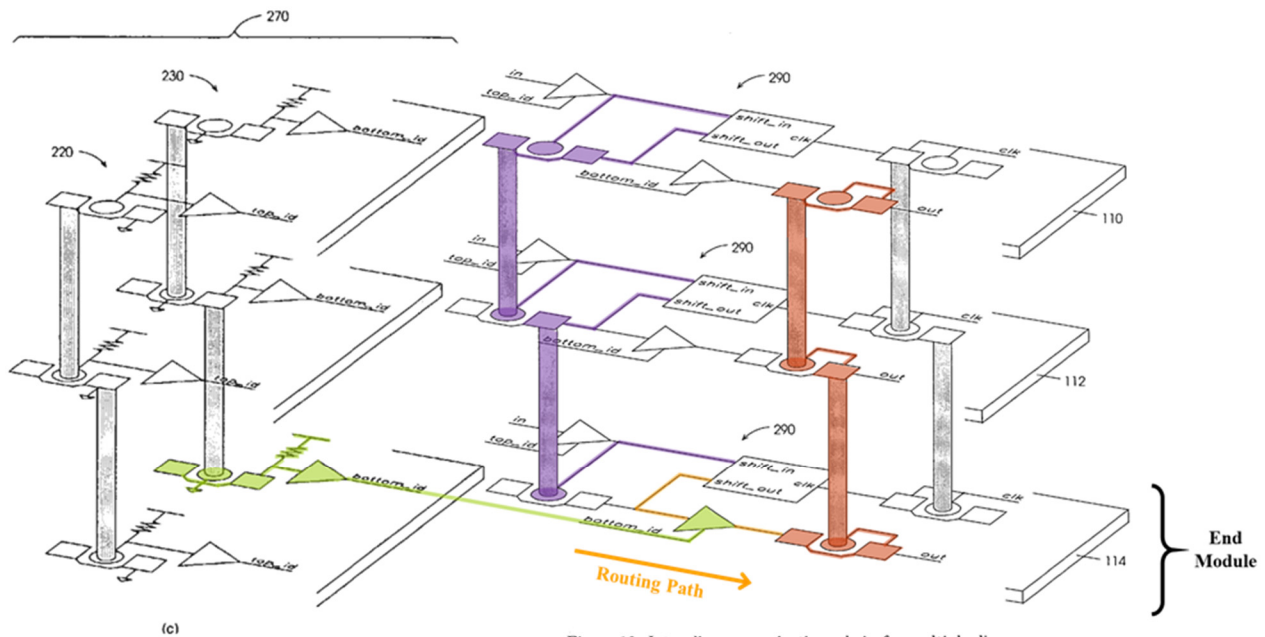 270
230
290
in
top_id
shift_in
shift_out
clk
clk
bottom_id
220
bottom_id
out
top_id
110
290
in
top_id
shift_in
shift_out
clk
clk
bottom_id
bottom_id
out
top_id
112
290
in
top_id
shift_in
shift_out
clk
clk
bottom_id
bottom_id
out
top_id
114
End
Module
Routing Path
(c)